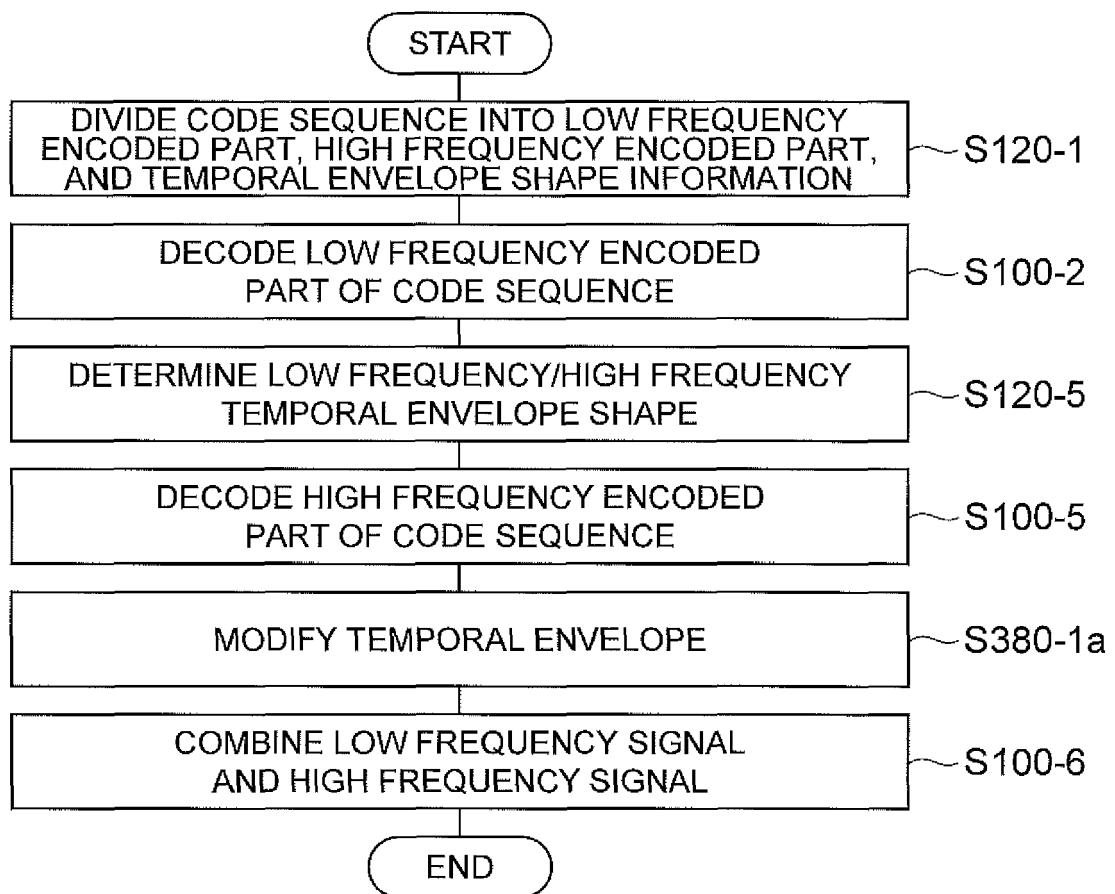 START
DIVIDE CODE SEQUENCE INTO LOW FREQUENCY
ENCODED PART, HIGH FREQUENCY ENCODED PART,
AND TEMPORAL ENVELOPE SHAPE INFORMATION
S120-1
DECODE LOW FREQUENCY ENCODED
PART OF CODE SEQUENCE
S100-2
DETERMINE LOW FREQUENCY/HIGH FREQUENCY
TEMPORAL ENVELOPE SHAPE
S120-5
DECODE HIGH FREQUENCY ENCODED
PART OF CODE SEQUENCE
S100-5
MODIFY TEMPORAL ENVELOPE
S380-1a
COMBINE LOW FREQUENCY SIGNAL
AND HIGH FREQUENCY SIGNAL
S100-6
END